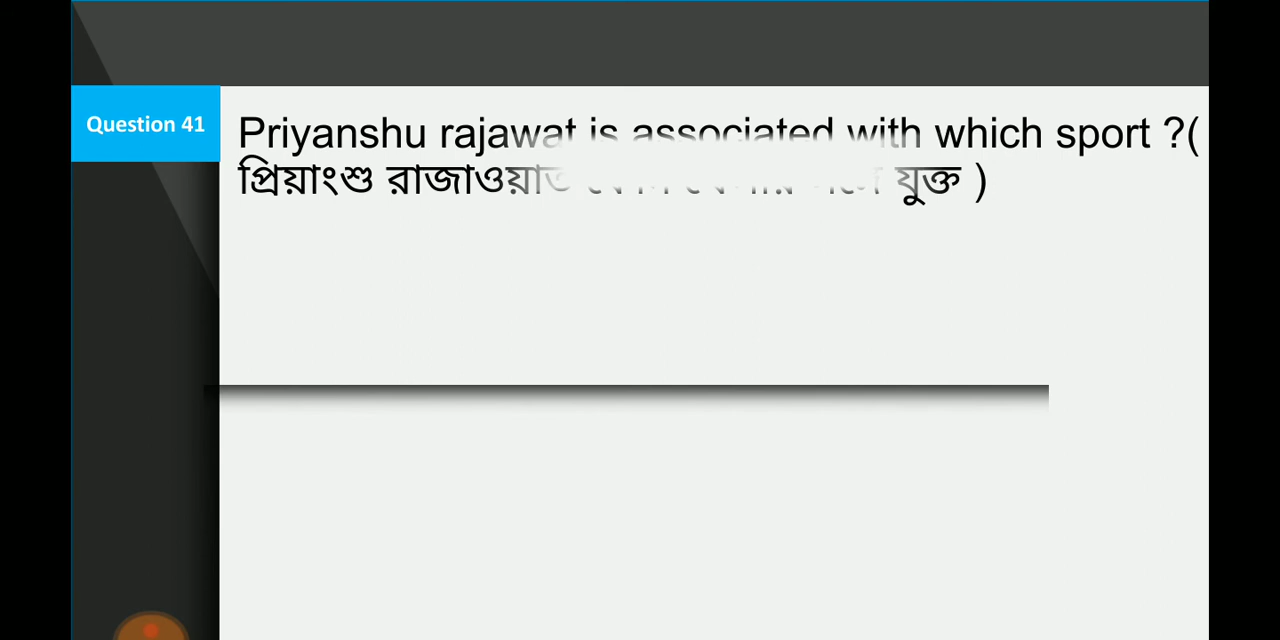 Question 41
Priyanshu rajawat is associated with which sport ?(
প্রিয়াংশু রাজাওয়াত যুক্ত )